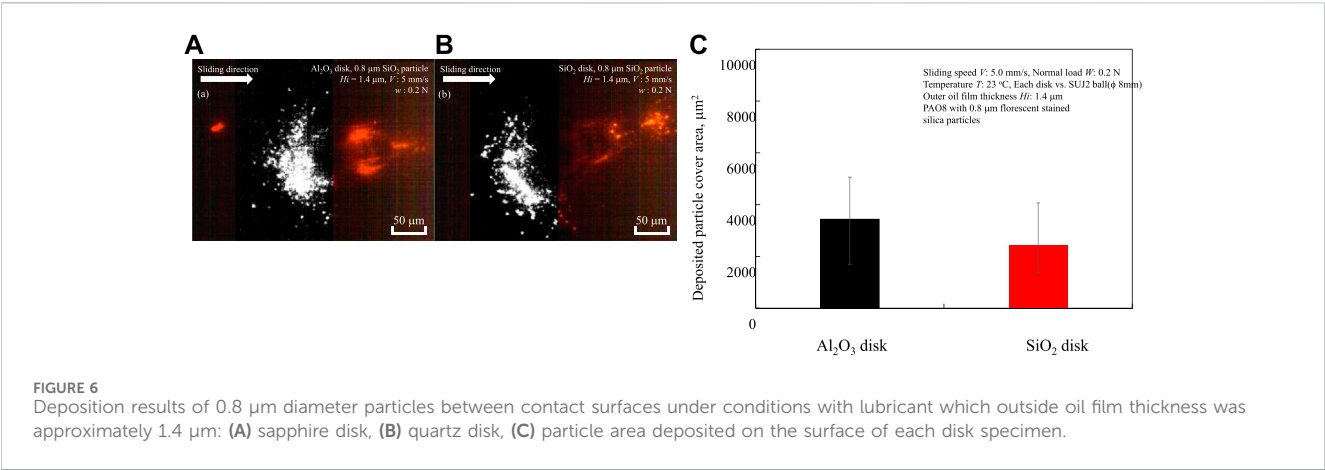 A
Sliding direction
Al₂O₃ disk, 0.8 μm SiO₂ particle
Hi = 1.4 μm, V : 5 mm/s
w : 0.2 N
(a)
50 μm
B
Sliding direction
SiO₂ disk, 0.8 μm SiO₂ particle
Hi = 1.4 μm, V : 5 mm/s
w : 0.2 N
(b)
50 μm
C
Deposited particle cover area, μm²
10000
8000
6000
4000
2000
0
Sliding speed V: 5.0 mm/s, Normal load W: 0.2 N
Temperature T: 23 °C, Each disk vs. SUJ2 ball(ϕ 8mm)
Outer oil film thickness Hi: 1.4 μm
PAO8 with 0.8 μm florescent stained
silica particles
Al₂O₃ disk
SiO₂ disk
FIGURE 6
Deposition results of 0.8 μm diameter particles between contact surfaces under conditions with lubricant which outside oil film thickness was
approximately 1.4 μm: (A) sapphire disk, (B) quartz disk, (C) particle area deposited on the surface of each disk specimen.